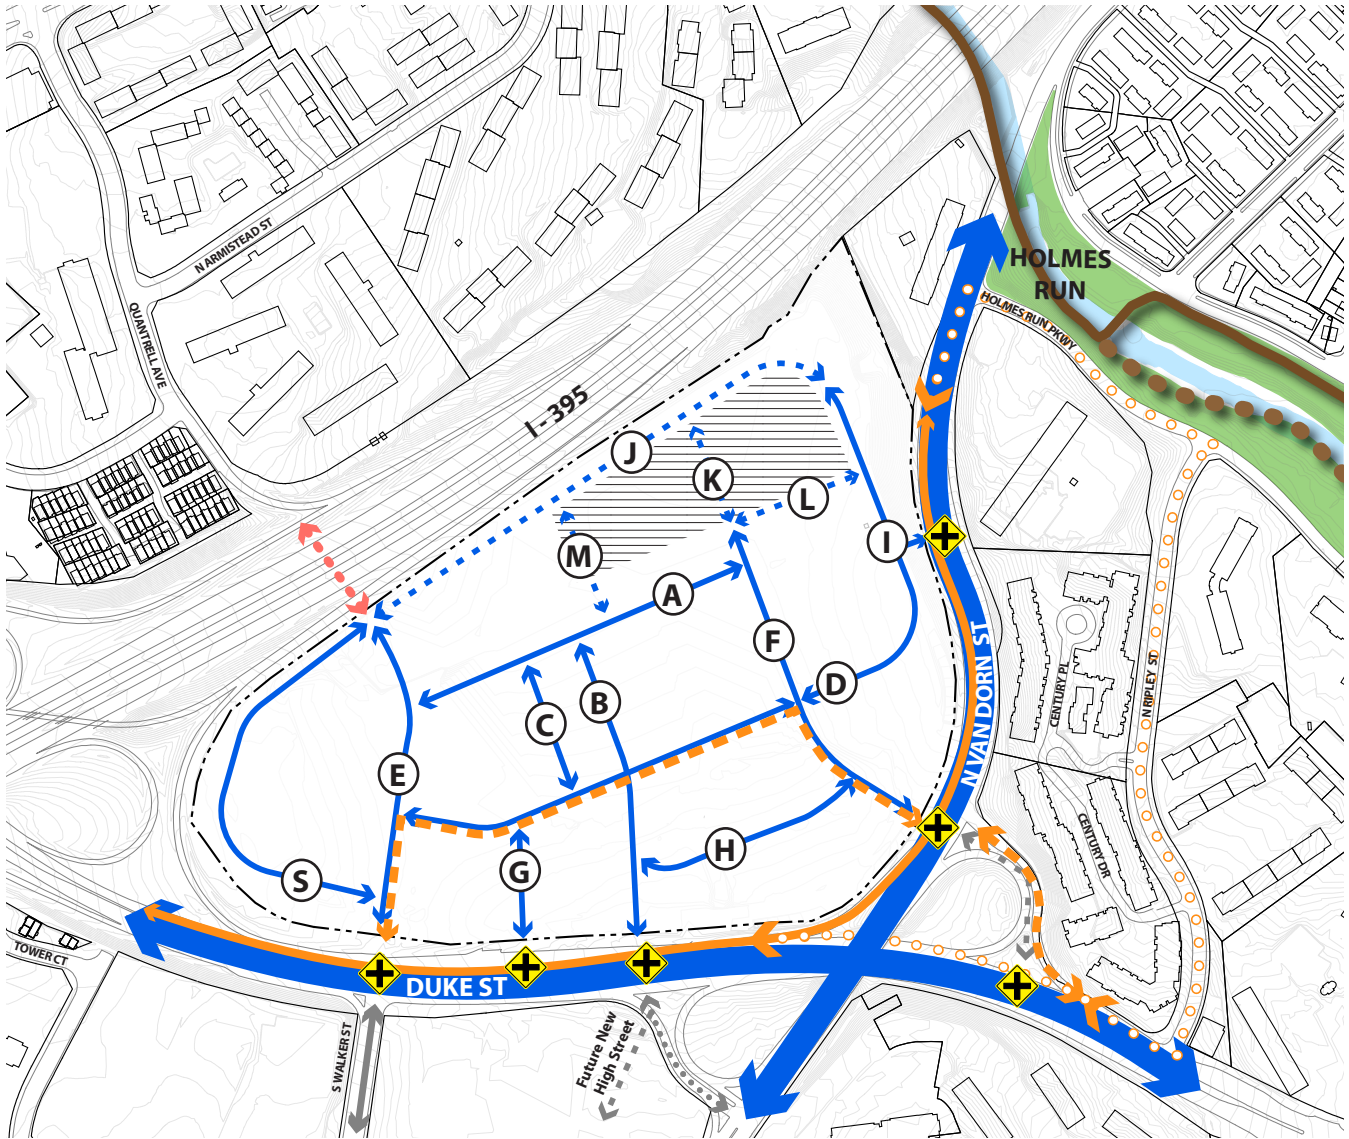 N ARMISTEAD ST
HOLMES
RUN
HOLMES RUN PKWY
QUANTRELL AVE
I - 395
J
K
L
I
M
A
F
D
B
C
E
H
G
S
N VAN DORN ST
CENTURY PL
N RIPLEY ST
CENTURY DR
TOWER CT
DUKE ST
S WALKER ST
Future New
High Street